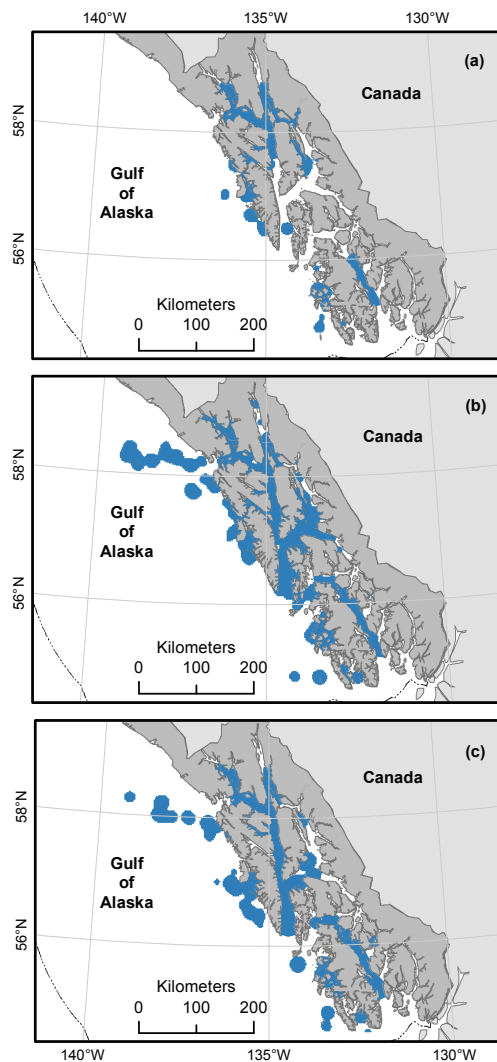 140°W 135°W 130°W
(a)
Canada
58°N
Gulf
of
Alaska
56°N
Kilometers
0 100 200
(b)
Canada
58°N
Gulf
of
Alaska
56°N
Kilometers
0 100 200
(c)
Canada
58°N
Gulf
of
Alaska
56°N
Kilometers
0 100 200
140°W 135°W 130°W